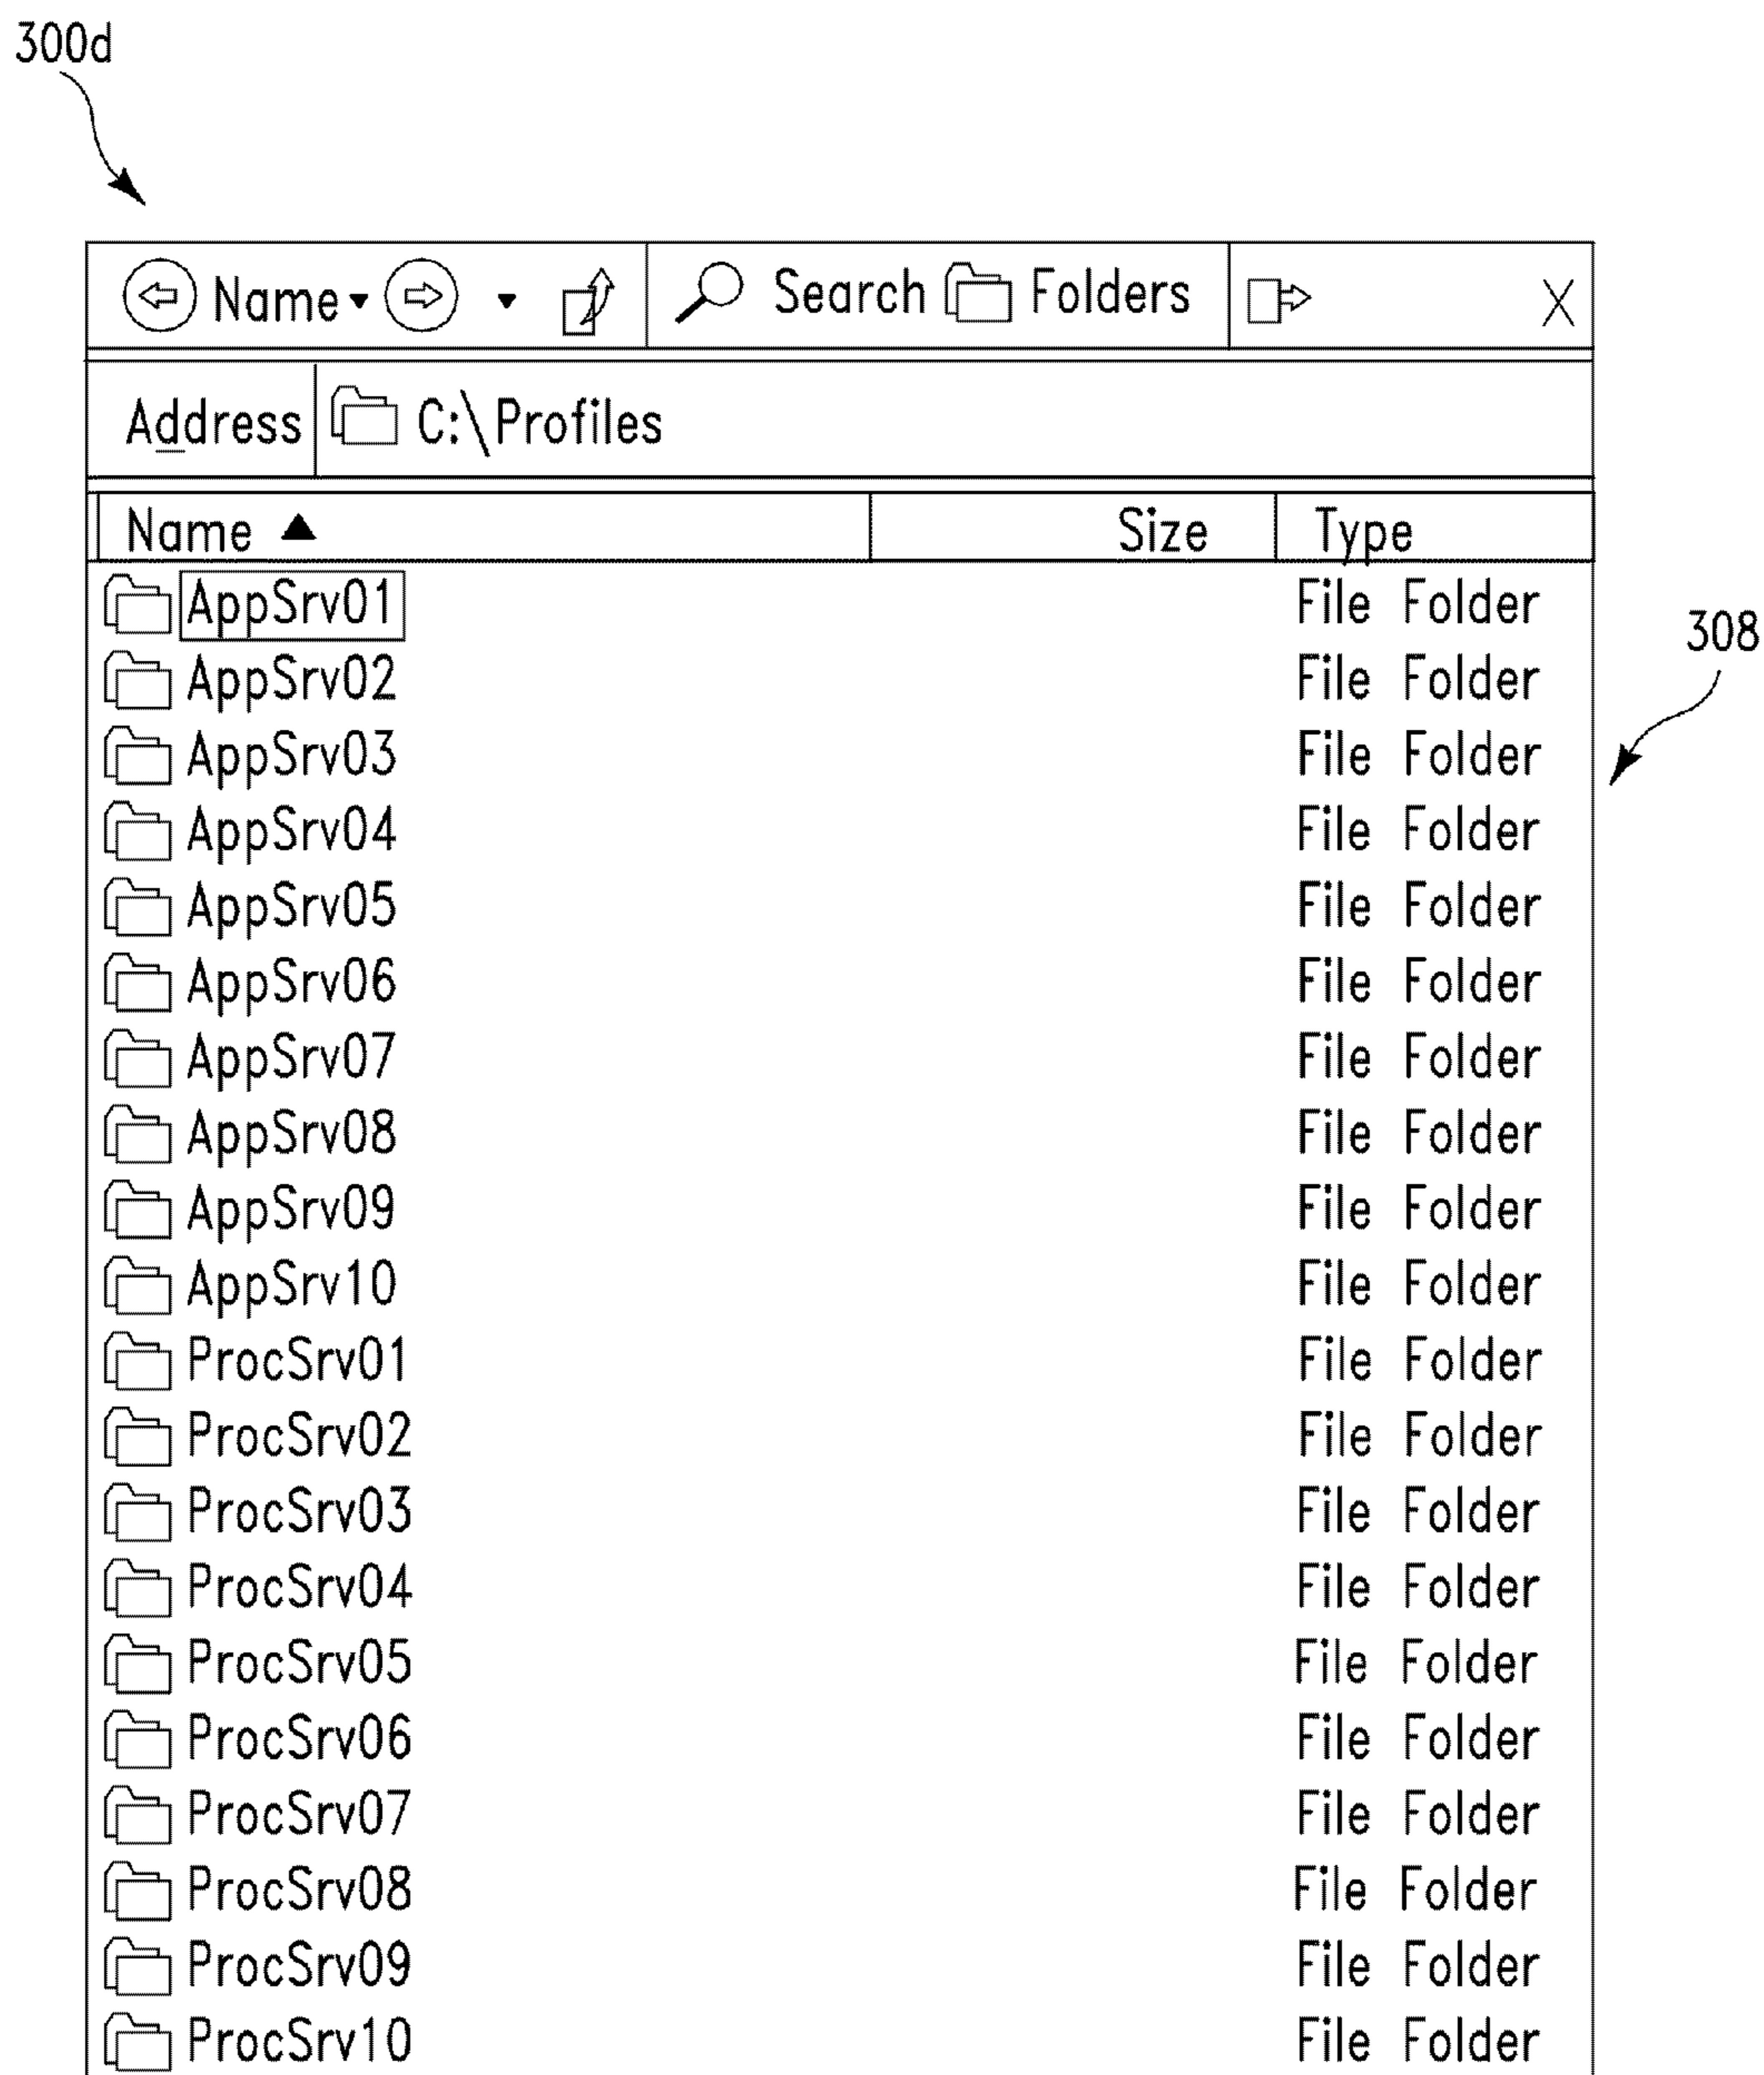 300d
Name Search Folders X
Address C:\Profiles
Name Size Type
AppSrv01 File Folder
308
AppSrv02 File Folder
AppSrv03 File Folder
AppSrv04 File Folder
AppSrv05 File Folder
AppSrv06 File Folder
AppSrv07 File Folder
AppSrv08 File Folder
AppSrv09 File Folder
AppSrv10 File Folder
ProcSrv01 File Folder
ProcSrv02 File Folder
ProcSrv03 File Folder
ProcSrv04 File Folder
ProcSrv05 File Folder
ProcSrv06 File Folder
ProcSrv07 File Folder
ProcSrv08 File Folder
ProcSrv09 File Folder
ProcSrv10 File Folder